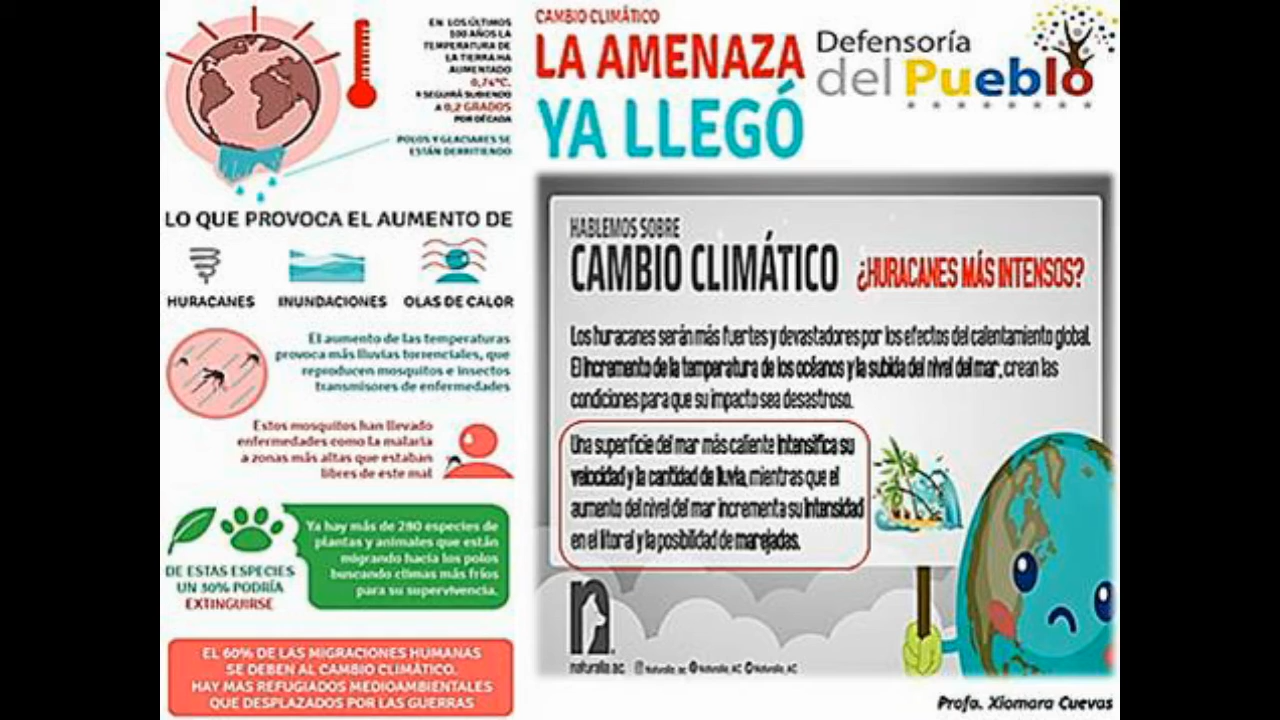 EN LOS ÚLTIMOS
100 AÑOS LA
TEMPERATURA DE
LA TIERRA HA
AUMENTADO
0,74°C.
Y SEGUIRÁ SUBIENDO
A 0,2 GRADOS
POR DÉCADA
POLOS Y GLACIARES SE
ESTÁN DERRITIENDO
LO QUE PROVOCA EL AUMENTO DE
HURACANES INUNDACIONES OLAS DE CALOR
El aumento de las temperaturas
provoca más lluvias torrenciales, que
reproducen mosquitos e insectos
transmisores de enfermedades
Estos mosquitos han llevado
enfermedades como la malaria
a zonas más altas que estaban
libres de este mal
Ya hay más de 280 especies de
plantas y animales que están
migrando hacia los polos
buscando climas más fríos
para su supervivencia.
DE ESTAS ESPECIES
UN 30% PODRÍA
EXTINGUIRSE
EL 60% DE LAS MIGRACIONES HUMANAS
SE DEBEN AL CAMBIO CLIMÁTICO.
HAY MAS REFUGIADOS MEDIOAMBIENTALES
QUE DESPLAZADOS POR LAS GUERRAS
CAMBIO CLIMÁTICO
LA AMENAZA
YA LLEGÓ
Defensoría
del Pueblo
HABLEMOS SOBRE
CAMBIO CLIMÁTICO ¿HURACANES MÁS INTENSOS?
Los huracanes serán más fuertes y devastadores por los efectos del calentamiento global.
El incremento de la temperatura de los océanos y la subida del nivel del mar, crean las
condiciones para que su impacto sea desastroso.
Una superficie del mar más caliente intensifica su
velocidad y la cantidad de lluvia, mientras que el
aumento del nivel del mar incrementa su intensidad
en el litoral y la posibilidad de marejadas.
n
naturalia.ac. Naturalia_AC Naturalia_AC
Profa. Xiomara Cuevas